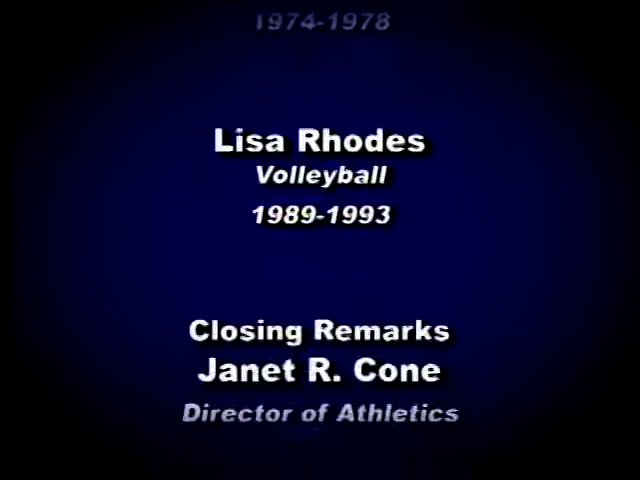 1974-1978
Lisa Rhodes
Volleyball
1989-1993
Closing Remarks
Janet R. Cone
Director of Athletics